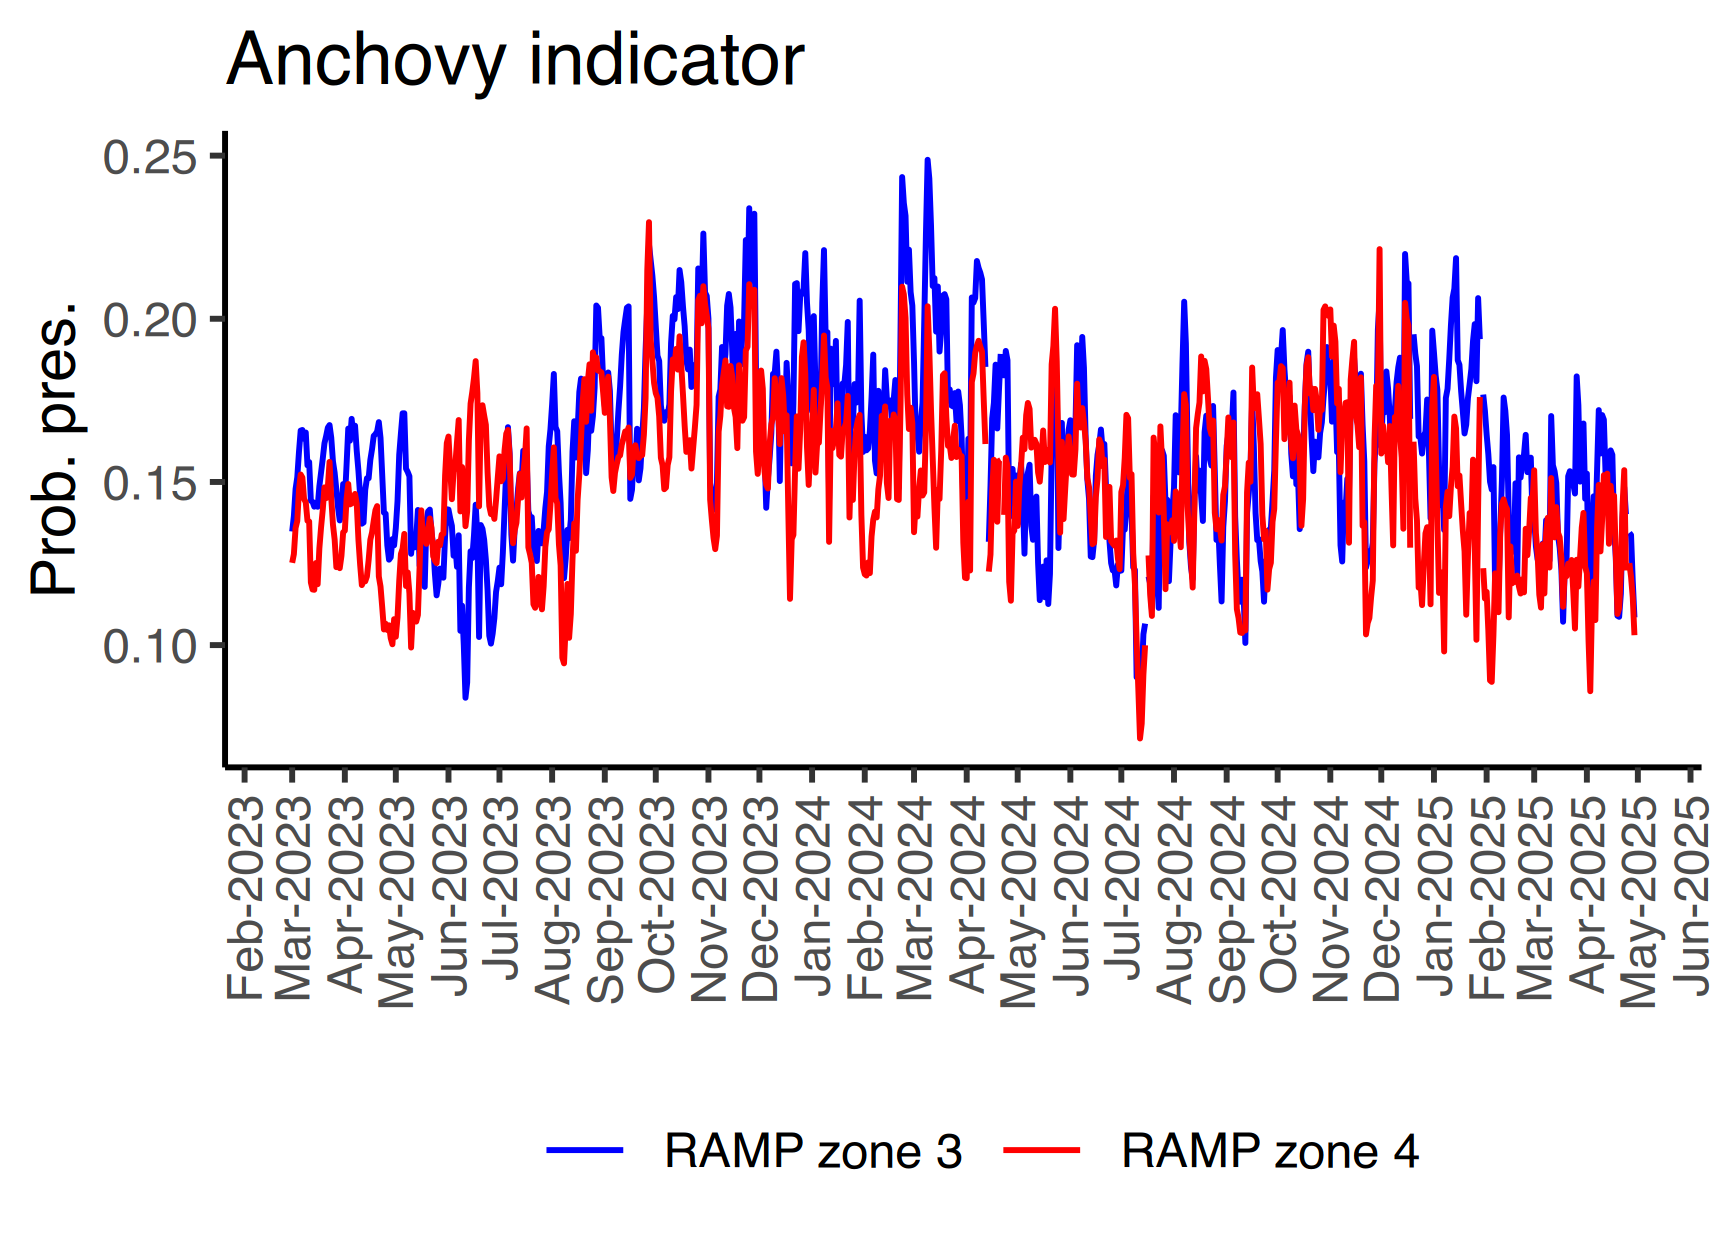 Anchovy indicator
Prob. pres.
0.25
0.20
0.15
0.10
Feb-2023
Mar-2023
Apr-2023
May-2023
Jun-2023
Jul-2023
Aug-2023
Sep-2023
Oct-2023
Nov-2023
Dec-2023
Jan-2024
Feb-2024
Mar-2024
Apr-2024
May-2024
Jun-2024
Jul-2024
Aug-2024
Sep-2024
Oct-2024
Nov-2024
Dec-2024
Jan-2025
Feb-2025
Mar-2025
Apr-2025
May-2025
Jun-2025
RAMP zone 3
RAMP zone 4